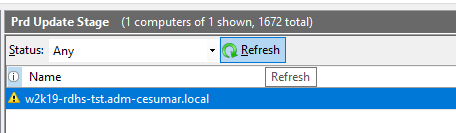 Prd Update Stage (1 computers of 1 shown, 1672 total)
Status: Any Refresh
Name Refresh
w2k19-rdhs-tst.adm-cesumar.local